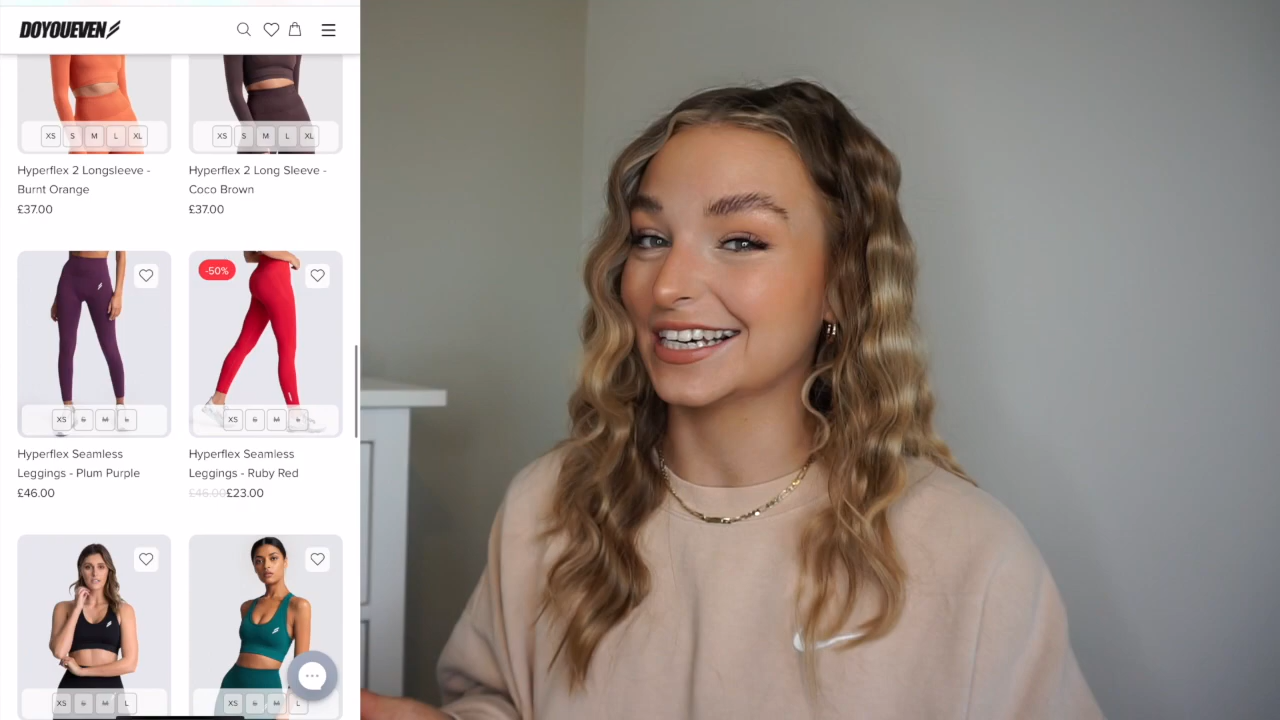 DOYOUEVEN
XS S M L XL
XS S M L XL
Hyperflex 2 Longsleeve -
Burnt Orange
£37.00
Hyperflex 2 Long Sleeve -
Coco Brown
£37.00
-50%
XS S M L
XS S M L
Hyperflex Seamless
Leggings - Plum Purple
£46.00
Hyperflex Seamless
Leggings - Ruby Red
£46.00£23.00
XS S M L
XS S M L